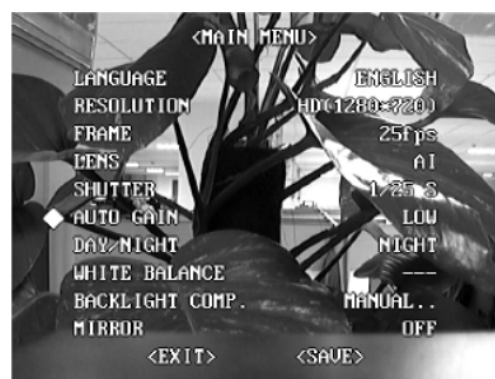 <MAIN MENU>
LANGUAGE ENGLISH
RESOLUTION HD(1280*720)
FRAME 25fps
LENS AI
SHUTTER 1/25 S
AUTO GAIN LOW
DAY/NIGHT NIGHT
WHITE BALANCE ---
BACKLIGHT COMP. MANUAL..
MIRROR OFF
<EXIT> <SAVE>